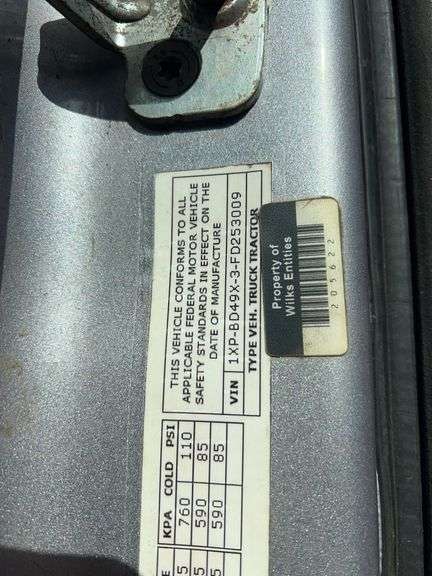 THIS VEHICLE CONFORMS TO ALL
APPLICABLE FEDERAL MOTOR VEHICLE
SAFETY STANDARDS IN EFFECT ON THE
DATE OF MANUFACTURE
VIN 1XP-BD49X-3-FD253009
TYPE VEH. TRUCK TRACTOR
KPA COLD PSI
760 110
590 85
590 85
Property of
Wilks Entities
205622